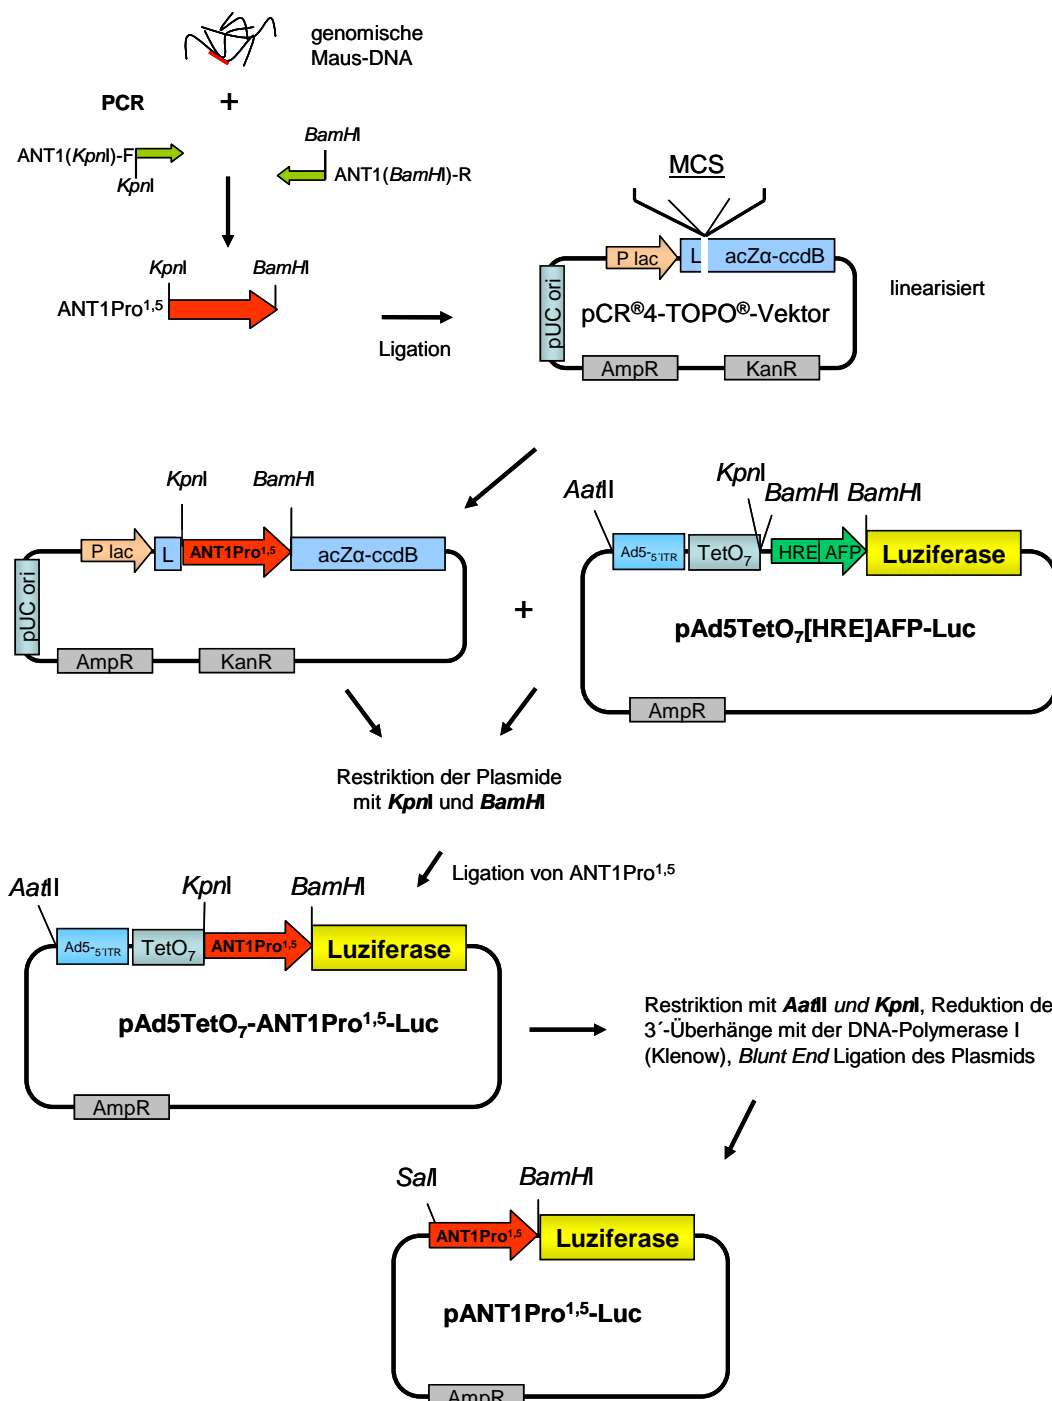 genomische
Maus-DNA
PCR
+
BamHI
ANT1(KpnI)-F
KpnI
ANT1(BamHI)-R
MCS
KpnI
BamHI
P lac
L
acZα-ccdB
ANT1Pro1,5
pUC ori
pCR®4-TOPO®-Vektor
linearisiert
Ligation
AmpR
KanR
KpnI
BamHI
AatII
KpnI
BamHI
BamHI
P lac
L
ANT1Pro1,5
acZα-ccdB
Ad5-5´ITR
TetO7
HRE
AFP
Luziferase
pUC ori
+
pAd5TetO7[HRE]AFP-Luc
AmpR
KanR
AmpR
Restriktion der Plasmide
mit KpnI und BamHI
Ligation von ANT1Pro1,5
AatII
KpnI
BamHI
Ad5-5´ITR
TetO7
ANT1Pro1,5
Luziferase
pAd5TetO7-ANT1Pro1,5-Luc
AmpR
Restriktion mit AatII und KpnI, Reduktion de
3´-Überhänge mit der DNA-Polymerase I
(Klenow), Blunt End Ligation des Plasmids
SalI
BamHI
ANT1Pro1,5
Luziferase
pANT1Pro1,5-Luc
AmpR